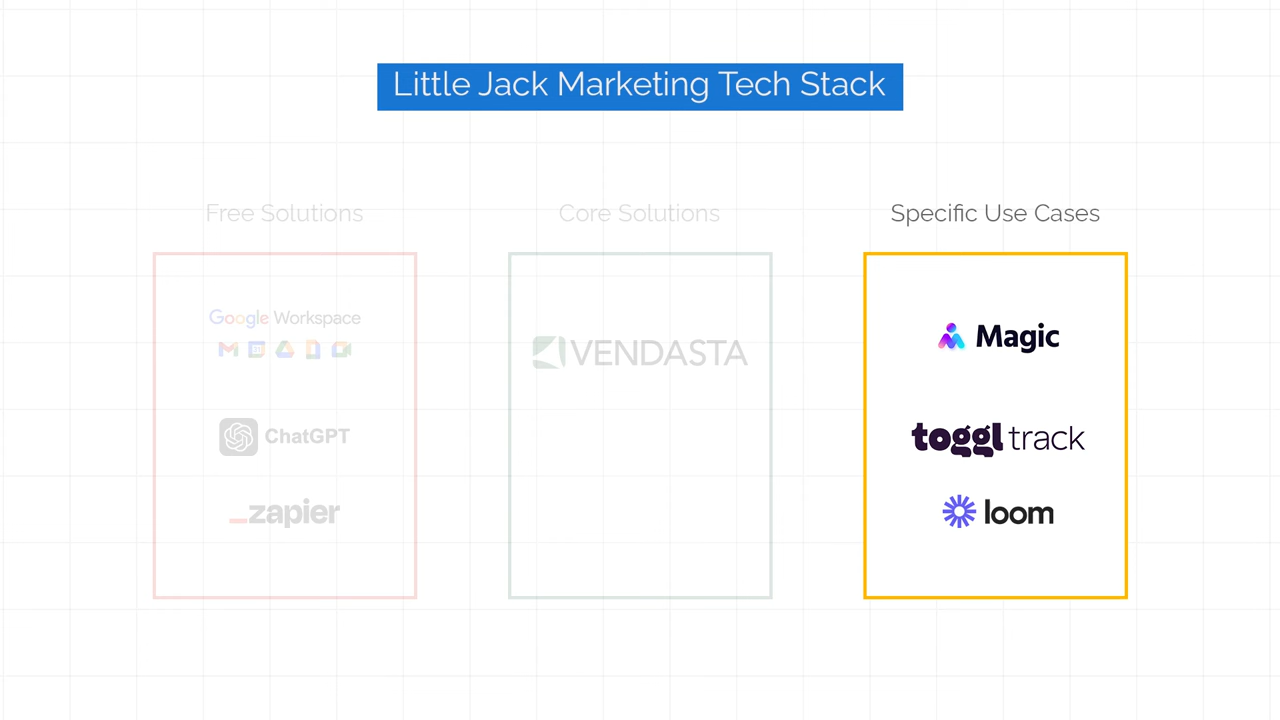 Little Jack Marketing Tech Stack
Free Solutions
Google Workspace
ChatGPT
zapier
Core Solutions
VENDASTA
Specific Use Cases
Magic
toggl track
loom